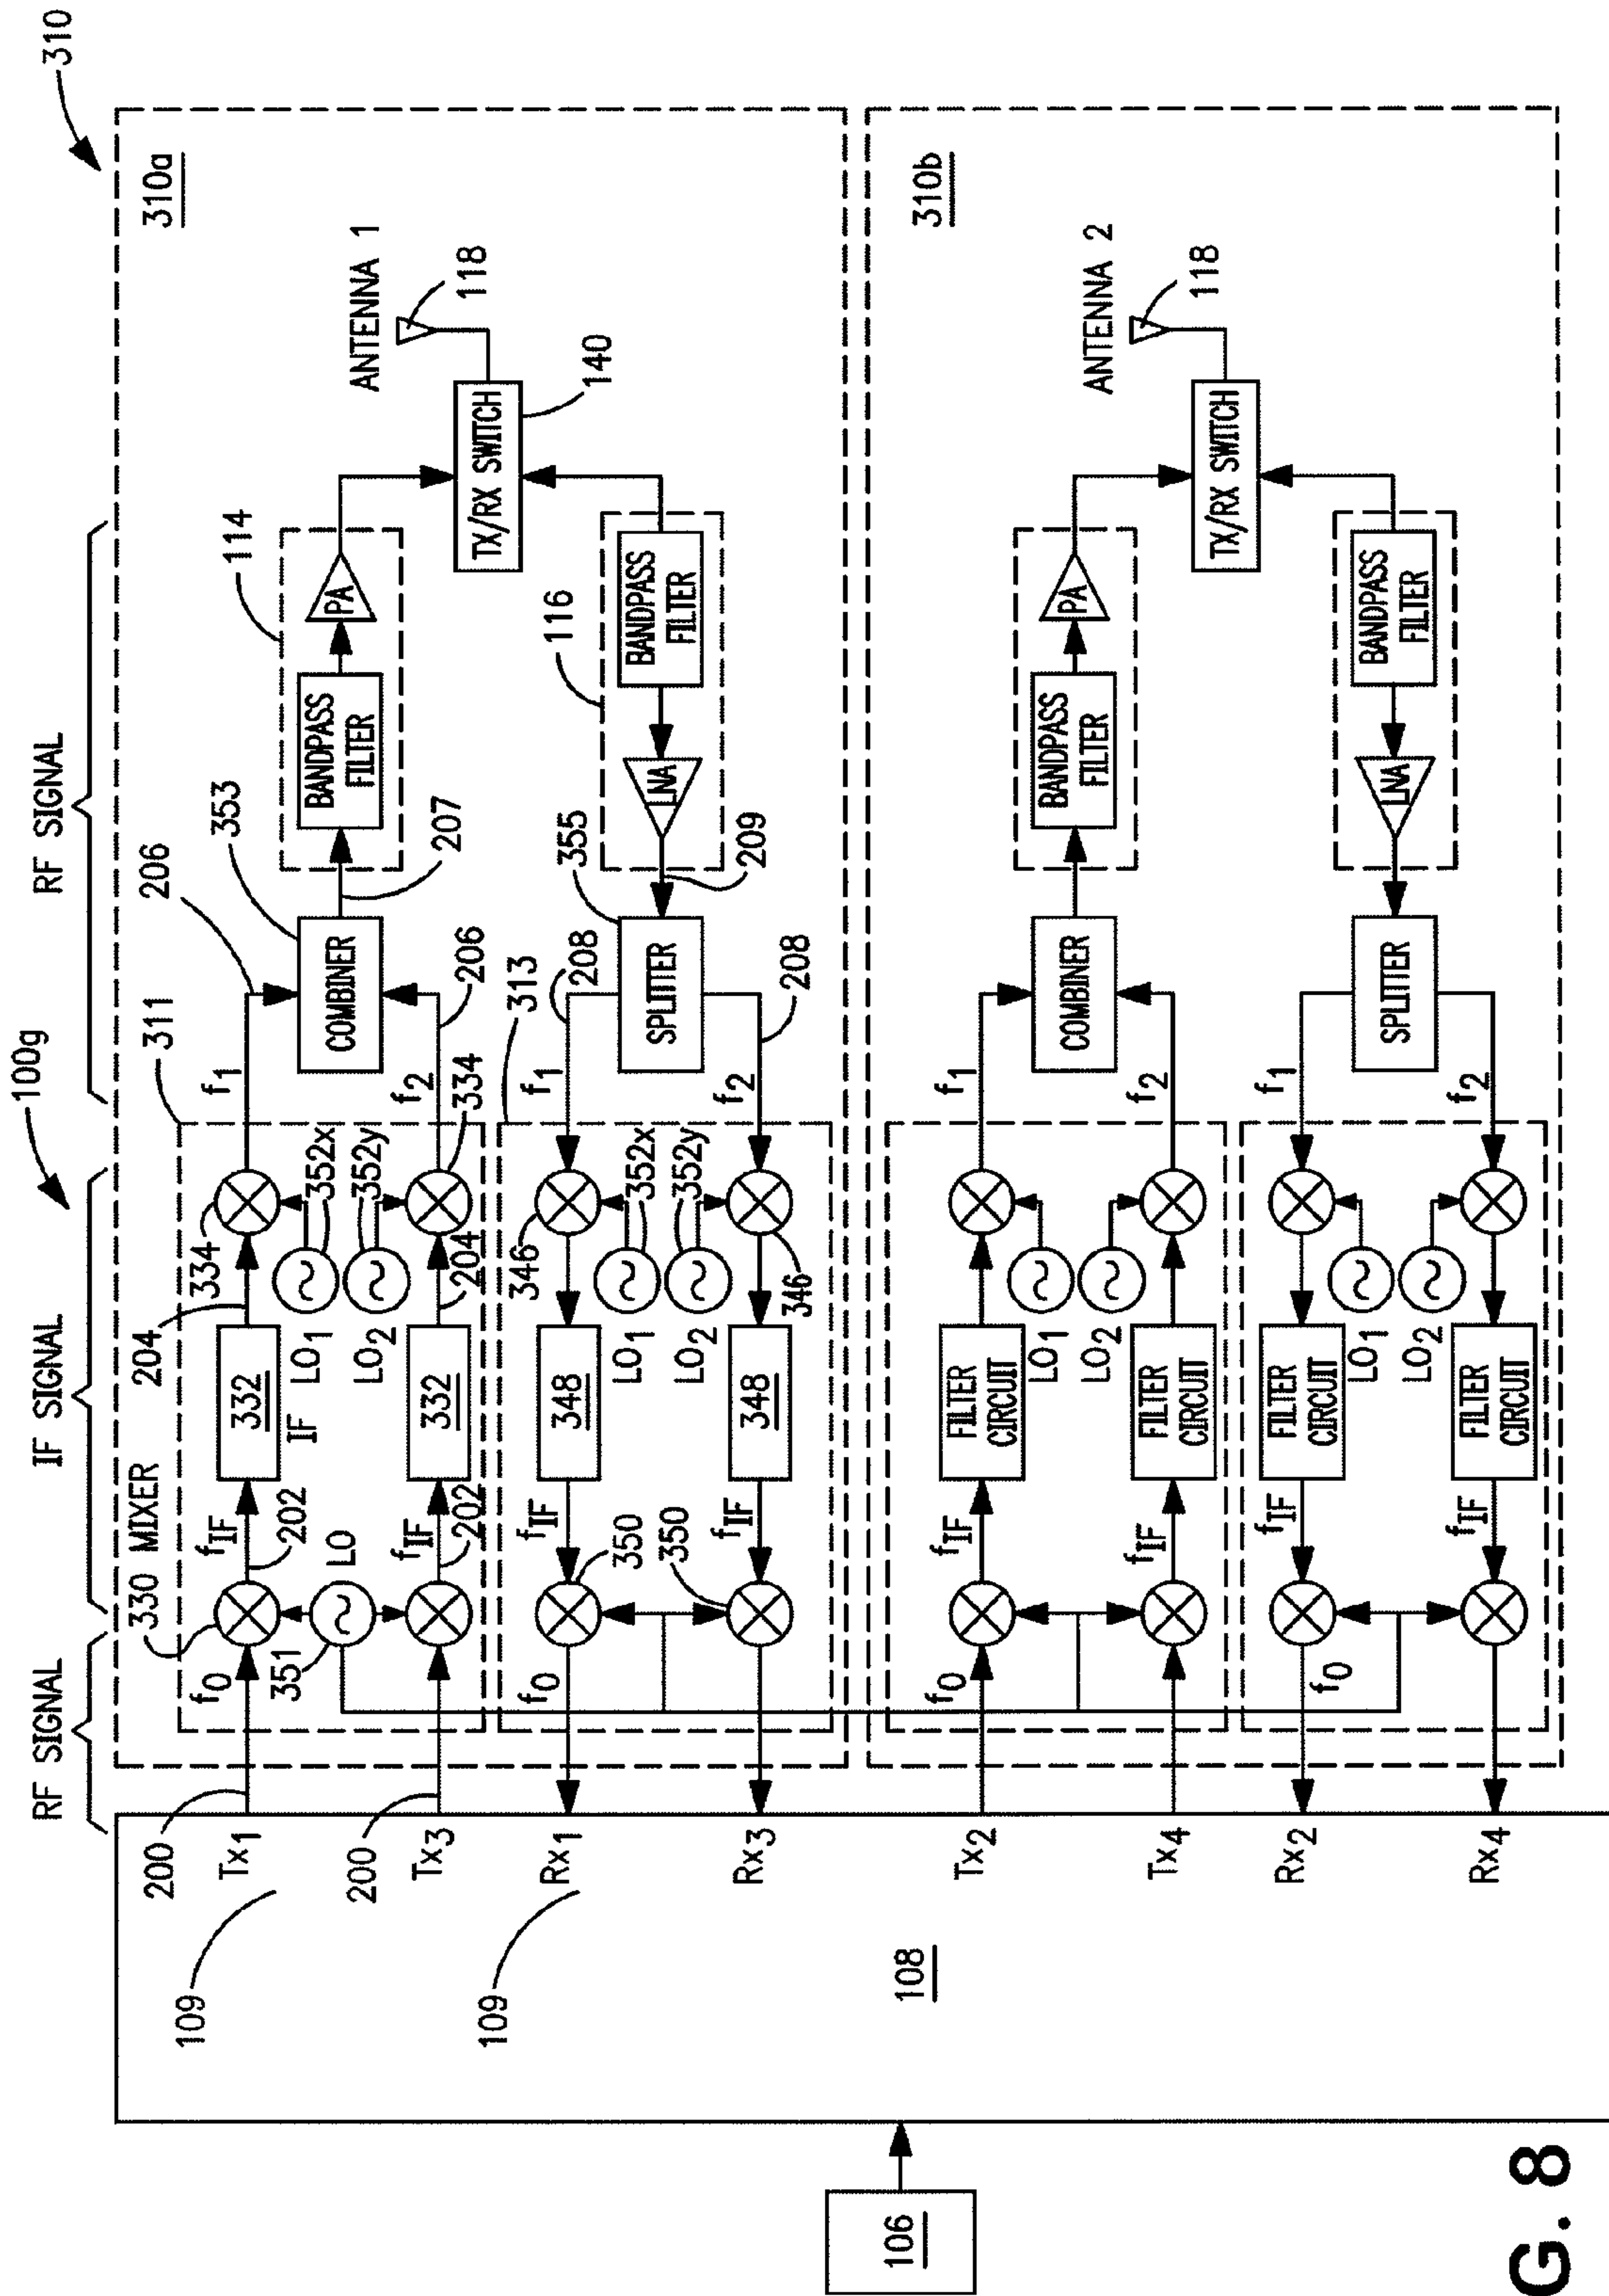 100g
310
RF SIGNAL
IF SIGNAL
RF SIGNAL
310a
311
330 MIXER
204
334
206
353
114
200
Tx1
f0
fIF
202
332
IF
f1
COMBINER
207
BANDPASS
FILTER
PA
ANTENNA 1
118
109
351
LO
LO1
352x
LO2
352y
200
Tx3
fIF
202
332
204
334
f2
206
TX/RX SWITCH
140
313
208
355
116
Rx1
f0
fIF
350
348
346
f1
SPLITTER
209
LNA
BANDPASS
FILTER
109
350
LO1
352x
LO2
352y
Rx3
fIF
348
346
f2
208
108
106
310b
Tx2
f0
fIF
FILTER
CIRCUIT
f1
COMBINER
BANDPASS
FILTER
PA
ANTENNA 2
118
LO1
LO2
Tx4
fIF
FILTER
CIRCUIT
f2
TX/RX SWITCH
Rx2
f0
fIF
FILTER
CIRCUIT
f1
SPLITTER
LNA
BANDPASS
FILTER
LO1
LO2
Rx4
fIF
FILTER
CIRCUIT
f2
G. 8